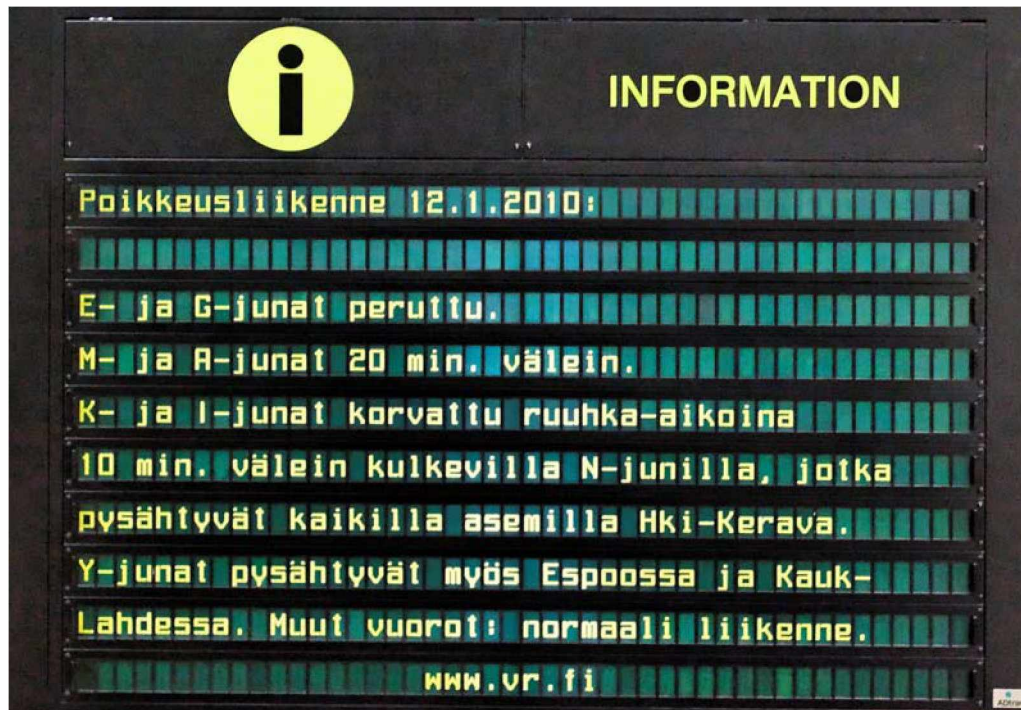 i
INFORMATION
Poikkeusliikenne 12.1.2010:
E- ja G-junat peruttu.
M- ja A-junat 20 min. välein.
K- ja I-junat korvattu ruuhka-aikoina
10 min. välein kulkevilla N-junilla, jotka
pysähtyvät kaikilla asemilla Hki-Kerava.
Y-junat pysähtyvät myös Espoossa ja Kauk-
Lahdessa. Muut vuorot: normaali liikenne.
www.vr.fi